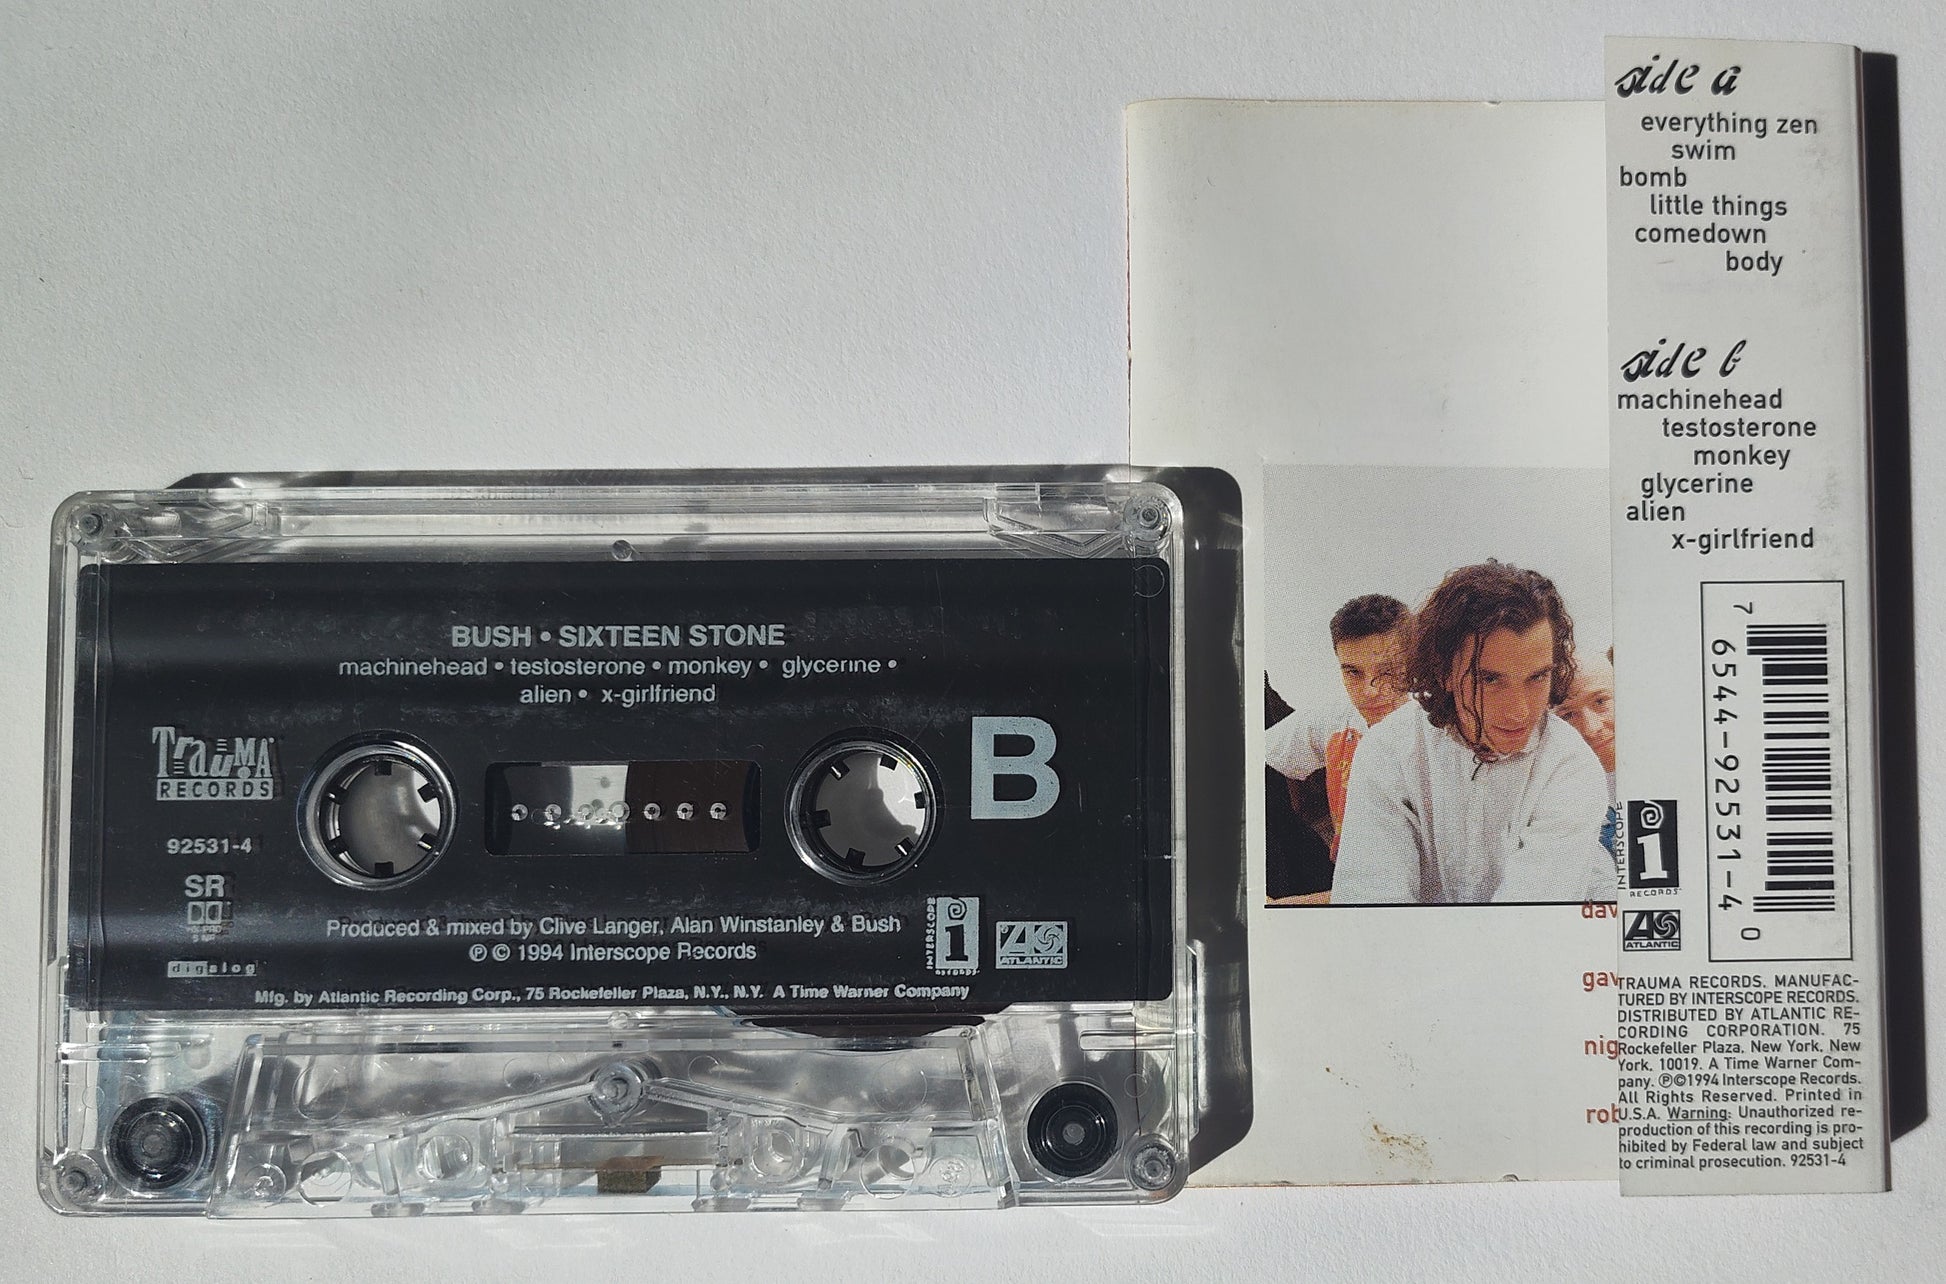 BUSH • SIXTEEN STONE
machinehead • testosterone • monkey • glycerine •
alien • x-girlfriend
TRauMA
RECORDS
B
92531-4
SR
digalog
Produced & mixed by Clive Langer, Alan Winstanley & Bush
℗ © 1994 Interscope Records
INTERSCOPE
i
RECORDS
ATLANTIC
Mfg. by Atlantic Recording Corp., 75 Rockefeller Plaza, N.Y., N.Y. A Time Warner Company
dav
gav
nig
rob
side a
everything zen
swim
bomb
little things
comedown
body
side b
machinehead
testosterone
monkey
glycerine
alien
x-girlfriend
7 6544-92531-4 0
INTERSCOPE
i
RECORDS
ATLANTIC
TRAUMA RECORDS. MANUFAC-
TURED BY INTERSCOPE RECORDS.
DISTRIBUTED BY ATLANTIC RE-
CORDING CORPORATION. 75
Rockefeller Plaza, New York, New
York, 10019. A Time Warner Com-
pany. ℗©1994 Interscope Records.
All Rights Reserved. Printed in
U.S.A. Warning: Unauthorized re-
production of this recording is pro-
hibited by Federal law and subject
to criminal prosecution. 92531-4